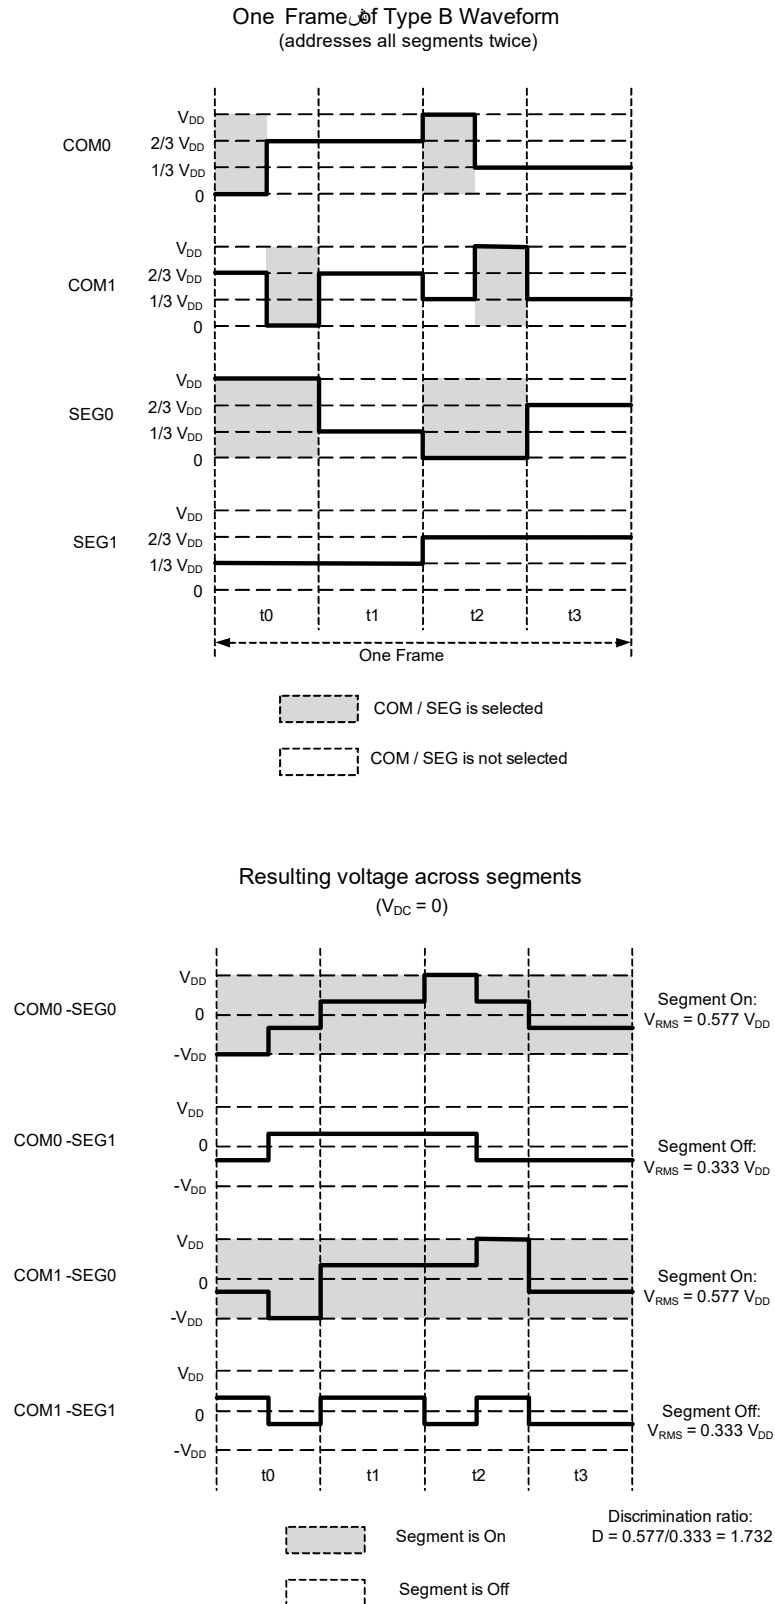 One Frame of Type B Waveform
(addresses all segments twice)
COM0
VDD
2/3 VDD
1/3 VDD
0
COM1
VDD
2/3 VDD
1/3 VDD
0
SEG0
VDD
2/3 VDD
1/3 VDD
0
SEG1
VDD
2/3 VDD
1/3 VDD
0
t0 t1 t2 t3
One Frame
COM / SEG is selected
COM / SEG is not selected
Resulting voltage across segments
(VDC = 0)
COM0 -SEG0
VDD
0
-VDD
Segment On:
VRMS = 0.577 VDD
COM0 -SEG1
VDD
0
-VDD
Segment Off:
VRMS = 0.333 VDD
COM1 -SEG0
VDD
0
-VDD
Segment On:
VRMS = 0.577 VDD
COM1 -SEG1
VDD
0
-VDD
Segment Off:
VRMS = 0.333 VDD
t0 t1 t2 t3
Segment is On
Discrimination ratio:
D = 0.577/0.333 = 1.732
Segment is Off